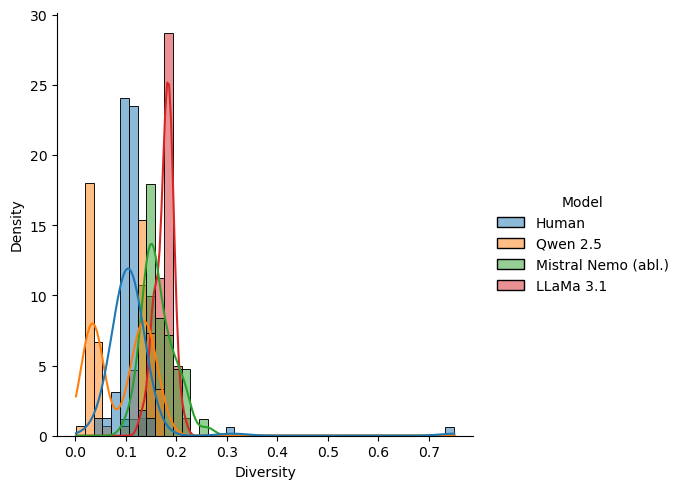 30
25
20
15
10
5
0
Density
0.0 0.1 0.2 0.3 0.4 0.5 0.6 0.7
Diversity
Model
Human
Qwen 2.5
Mistral Nemo (abl.)
LLaMa 3.1